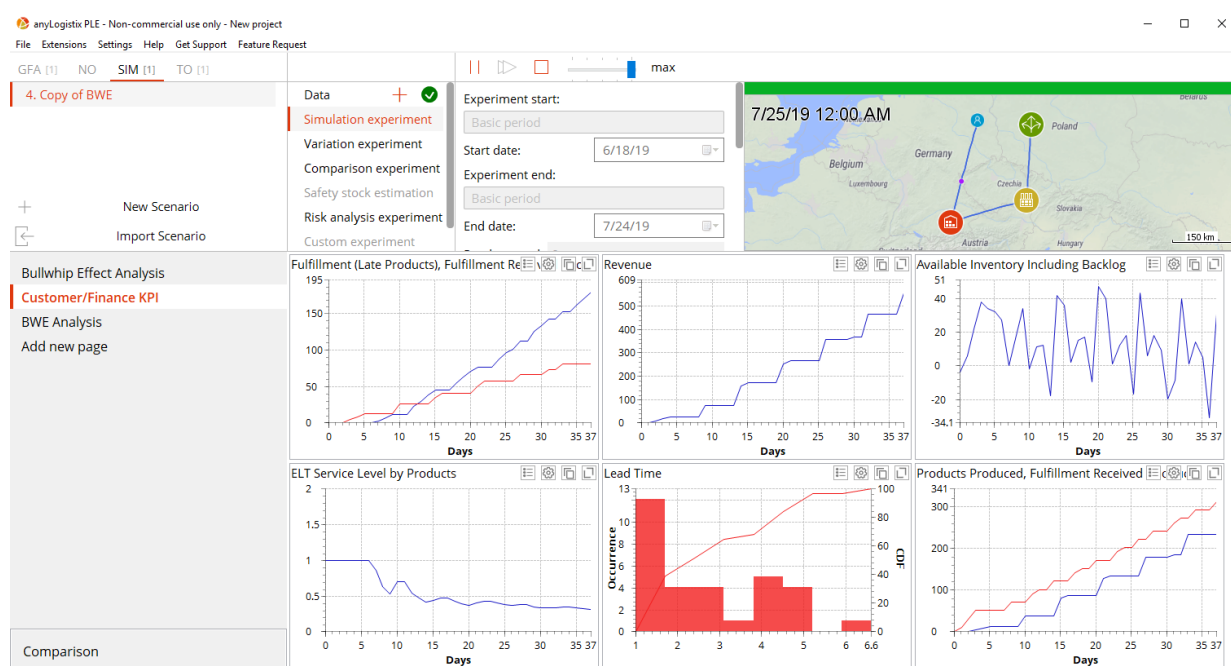 anyLogistix PLE - Non-commercial use only - New project
File Extensions Settings Help Get Support Feature Request
GFA [1] NO SIM [1] TO [1]
max
4. Copy of BWE
New Scenario
Import Scenario
Data
Simulation experiment
Variation experiment
Comparison experiment
Safety stock estimation
Risk analysis experiment
Custom experiment
Experiment start:
Basic period
Start date: 6/18/19
Experiment end:
Basic period
End date: 7/24/19
7/25/19 12:00 AM
Belarus
Poland
Germany
Belgium
Luxembourg
Czechia
Slovakia
Austria
Hungary
150 km
Bullwhip Effect Analysis
Customer/Finance KPI
BWE Analysis
Add new page
Comparison
Fulfillment (Late Products), Fulfillment Re
195
150
100
50
0
0 5 10 15 20 25 30 35 37
Days
Revenue
609
500
400
300
200
100
0
0 5 10 15 20 25 30 35 37
Days
Available Inventory Including Backlog
51
40
20
0
-20
-34.1
0 5 10 15 20 25 30 35 37
Days
ELT Service Level by Products
2
1.5
1
0.5
0
0 5 10 15 20 25 30 35 37
Days
Lead Time
13
10
8
6
4
2
0
Occurrence
100
80
60
40
20
0
CDF
1 2 3 4 5 6 6.6
Products Produced, Fulfillment Received
341
300
200
100
0
0 5 10 15 20 25 30 35 37
Days